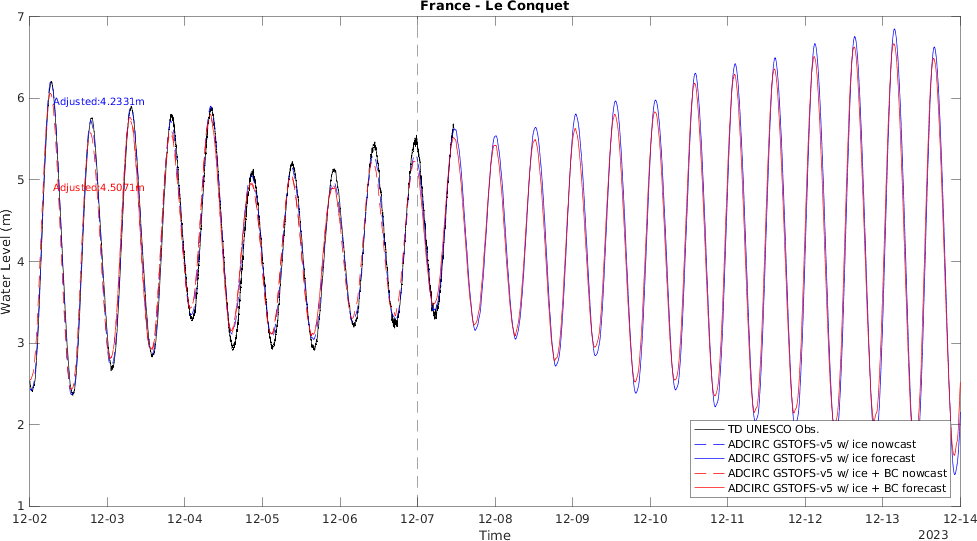 France - Le Conquet
7
6
5
4
3
2
1
Water Level (m)
Adjusted:4.2331m
Adjusted:4.5071m
TD UNESCO Obs.
ADCIRC GSTOFS-v5 w/ ice nowcast
ADCIRC GSTOFS-v5 w/ ice forecast
ADCIRC GSTOFS-v5 w/ ice + BC nowcast
ADCIRC GSTOFS-v5 w/ ice + BC forecast
12-02 12-03 12-04 12-05 12-06 12-07 12-08 12-09 12-10 12-11 12-12 12-13 12-14
Time
2023